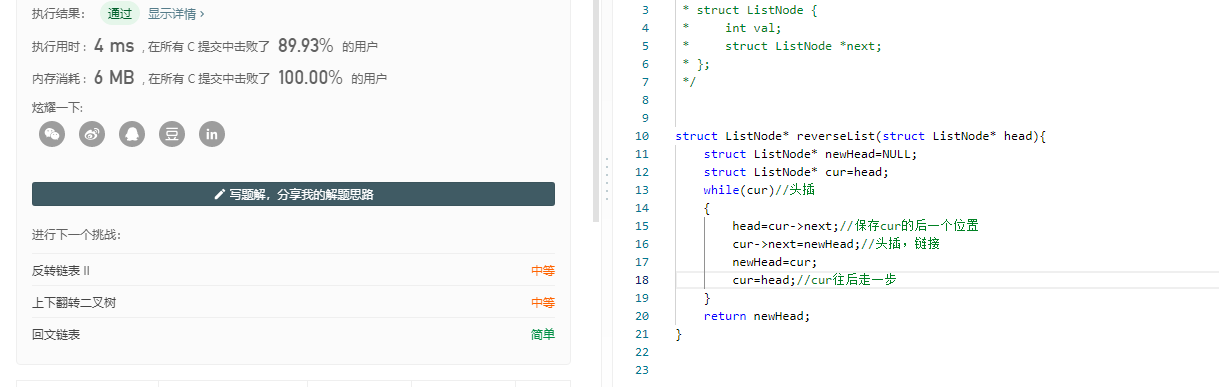 执行结果： 通过 显示详情 ›
执行用时：4 ms ，在所有 C 提交中击败了 89.93% 的用户
内存消耗：6 MB ，在所有 C 提交中击败了 100.00% 的用户
炫耀一下:
豆 in
写题解，分享我的解题思路
进行下一个挑战：
反转链表 II 中等
上下翻转二叉树 中等
回文链表 简单
3 * struct ListNode {
4 *     int val;
5 *     struct ListNode *next;
6 * };
7 */
8
9
10 struct ListNode* reverseList(struct ListNode* head){
11     struct ListNode* newHead=NULL;
12     struct ListNode* cur=head;
13     while(cur)//头插
14     {
15         head=cur->next;//保存cur的后一个位置
16         cur->next=newHead;//头插，链接
17         newHead=cur;
18         cur=head;//cur往后走一步
19     }
20     return newHead;
21 }
22
23